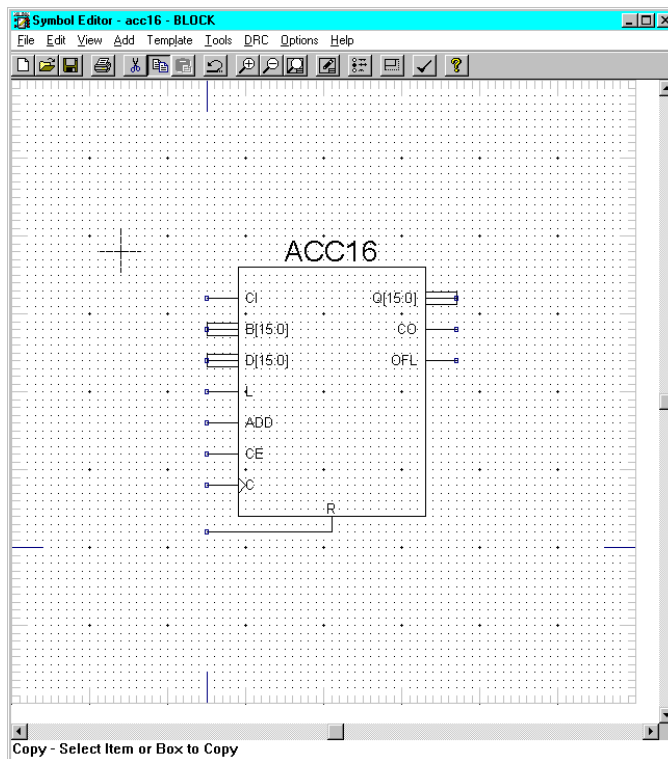 Symbol Editor - acc16 - BLOCK
File Edit View Add Template Tools DRC Options Help
ACC16
CI Q[15:0]
B[15:0] CO
D[15:0] OFL
L
ADD
CE
C
R
Copy - Select Item or Box to Copy